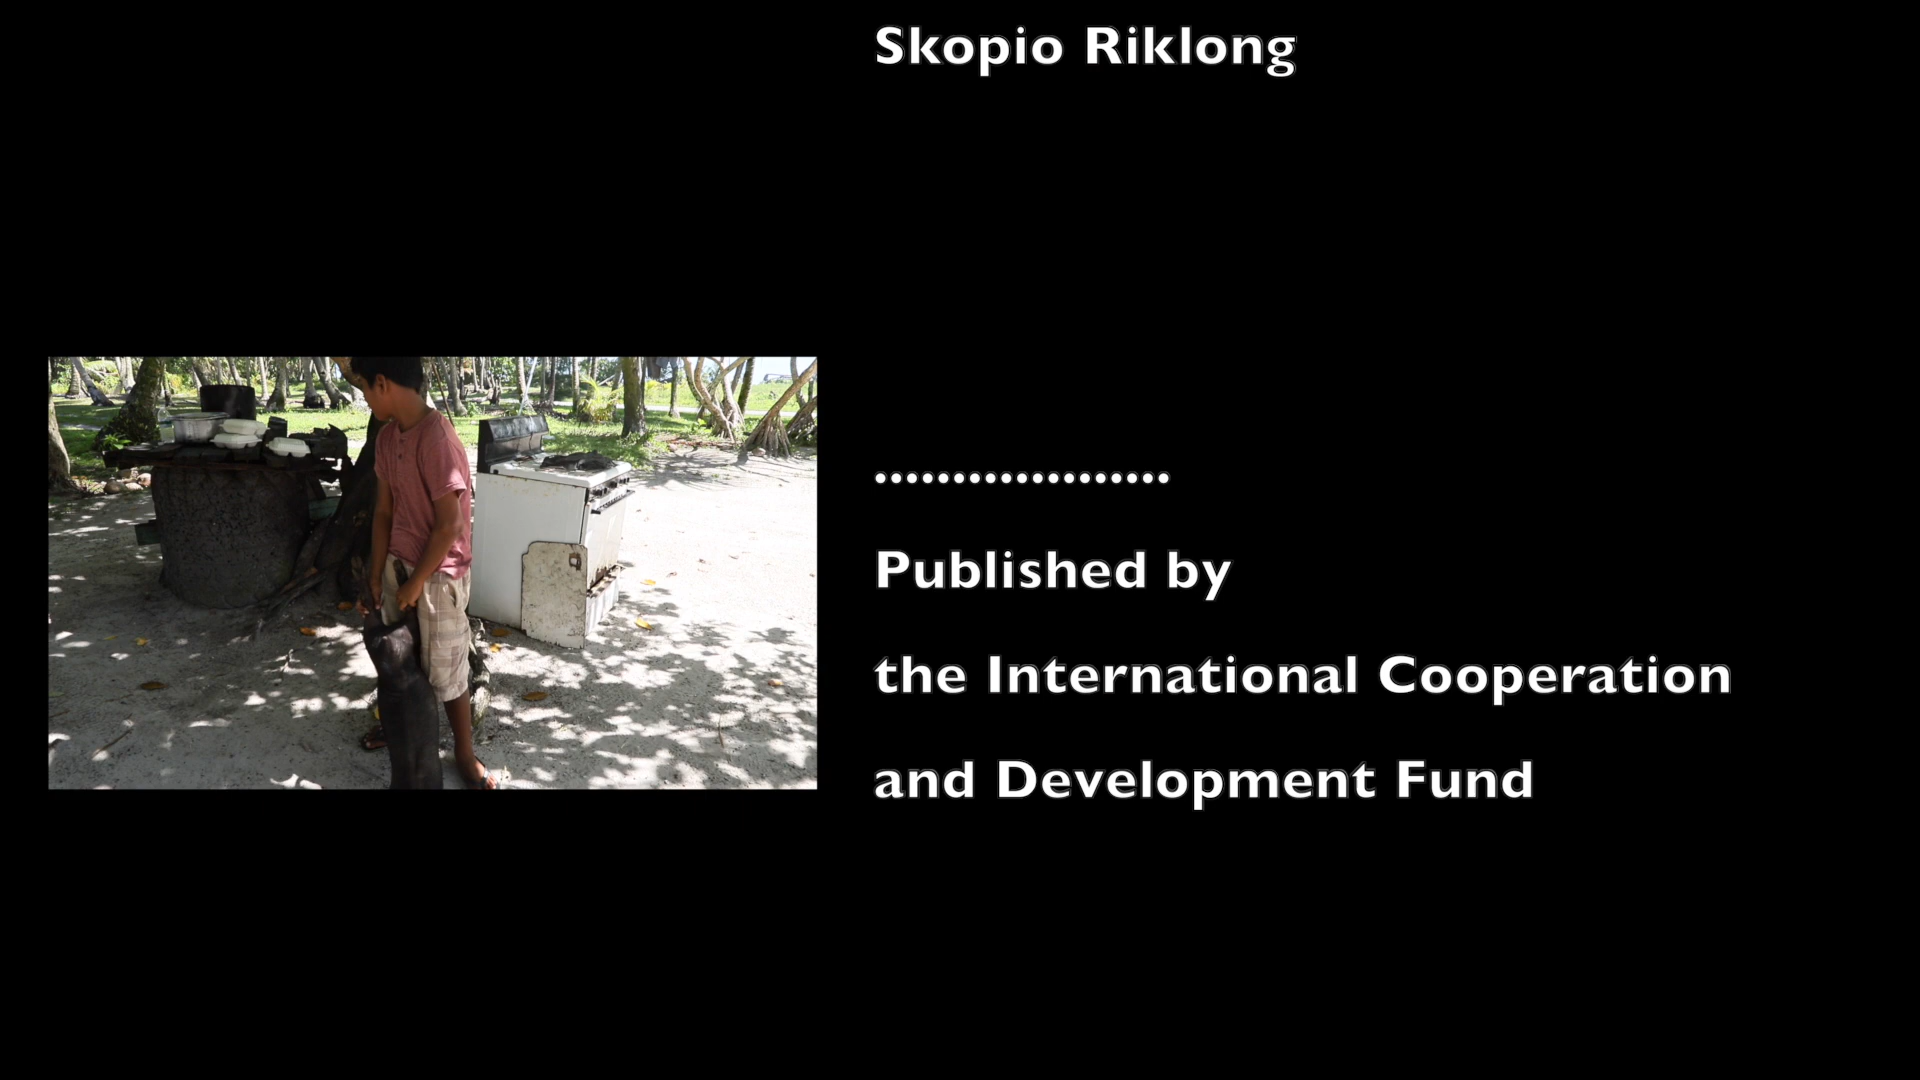 Skopio Riklong
...................
Published by
the International Cooperation
and Development Fund